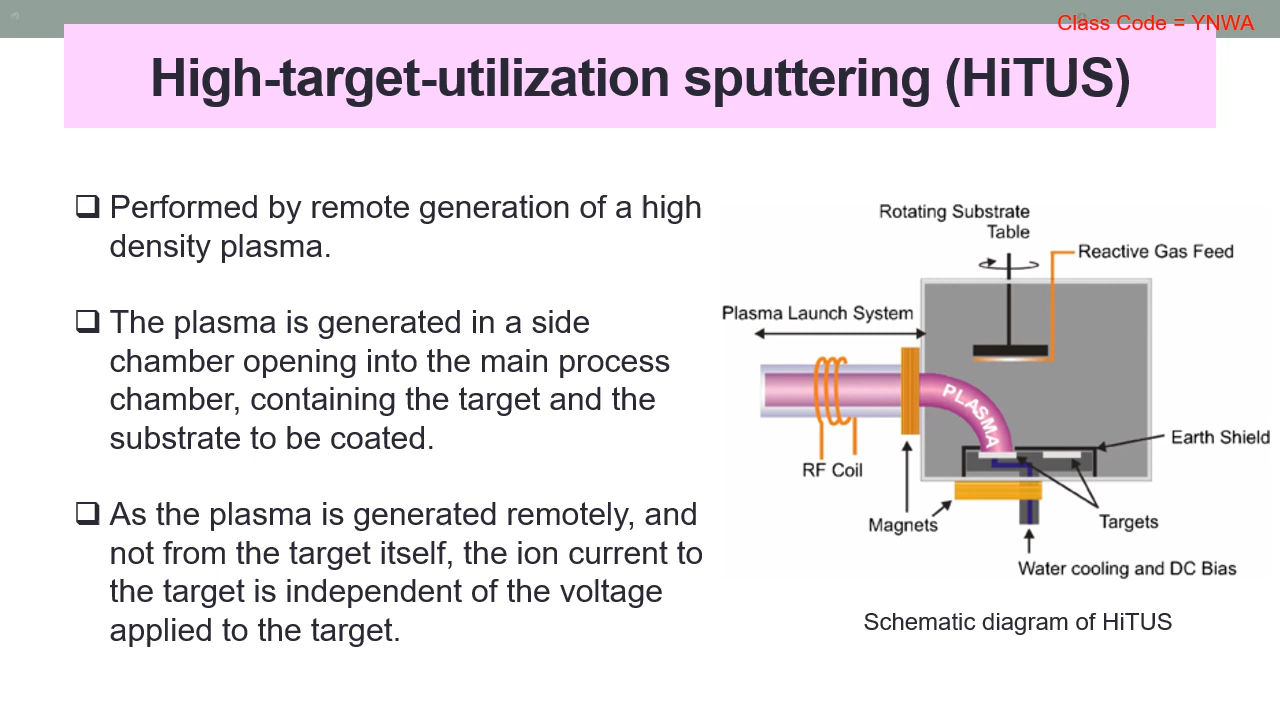 Class Code = YNWA
High-target-utilization sputtering (HiTUS)
❑ Performed by remote generation of a high
density plasma.
❑ The plasma is generated in a side
chamber opening into the main process
chamber, containing the target and the
substrate to be coated.
❑ As the plasma is generated remotely, and
not from the target itself, the ion current to
the target is independent of the voltage
applied to the target.
Rotating Substrate
Table
Reactive Gas Feed
Plasma Launch System
PLASMA
Earth Shield
RF Coil
Magnets
Targets
Water cooling and DC Bias
Schematic diagram of HiTUS